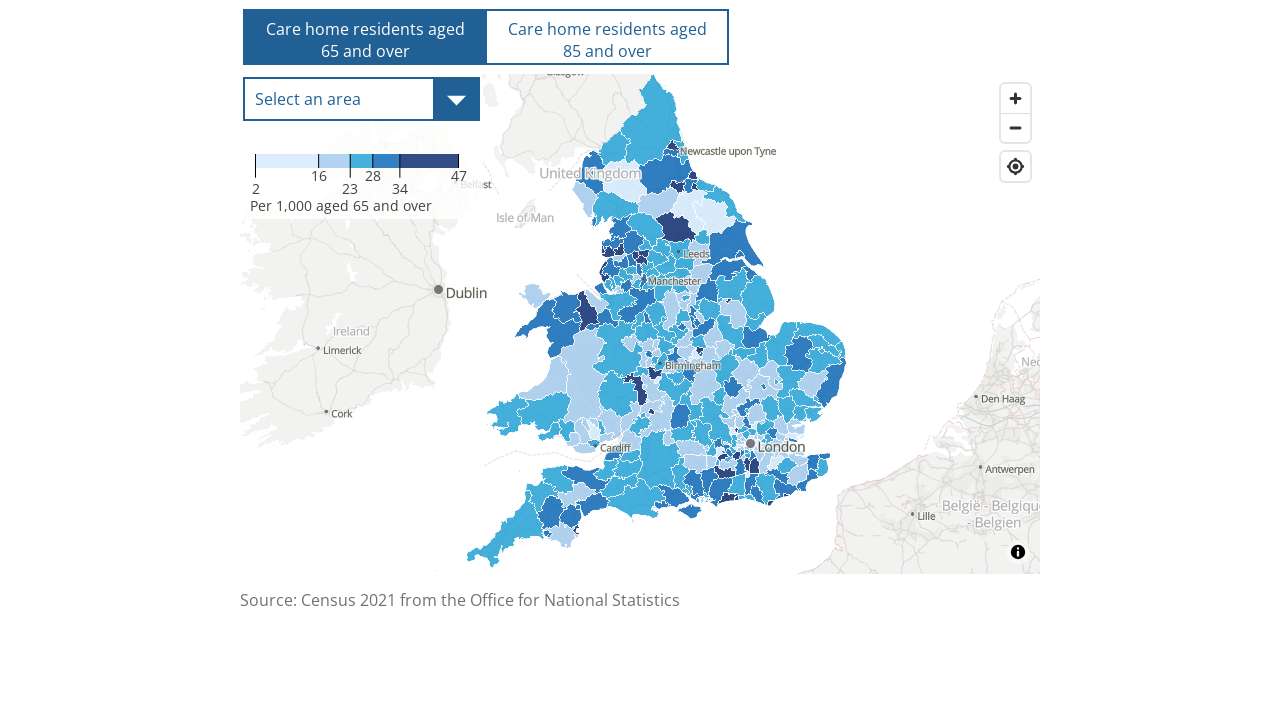 Care home residents aged
65 and over
Care home residents aged
85 and over
Select an area
Glasgow
2
16
23
28
34
47
Per 1,000 aged 65 and over
Newcastle upon Tyne
United Kingdom
Belfast
Isle of Man
Leeds
Manchester
Dublin
Ireland
Limerick
Birmingham
Cork
Cardiff
London
Den Haag
Antwerpen
België - Belgique
- Belgien
Lille
Source: Census 2021 from the Office for National Statistics